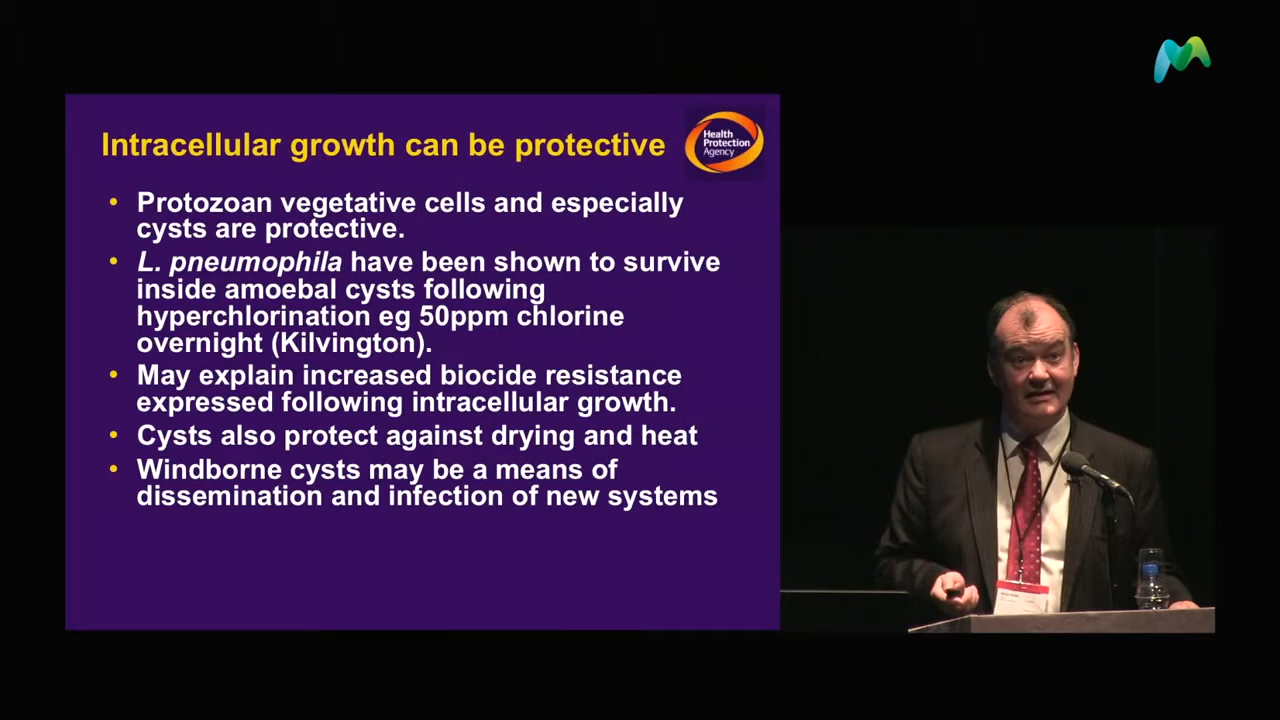 Intracellular growth can be protective
Health
Protection
Agency
• Protozoan vegetative cells and especially
cysts are protective.
• L. pneumophila have been shown to survive
inside amoebal cysts following
hyperchlorination eg 50ppm chlorine
overnight (Kilvington).
• May explain increased biocide resistance
expressed following intracellular growth.
• Cysts also protect against drying and heat
• Windborne cysts may be a means of
dissemination and infection of new systems